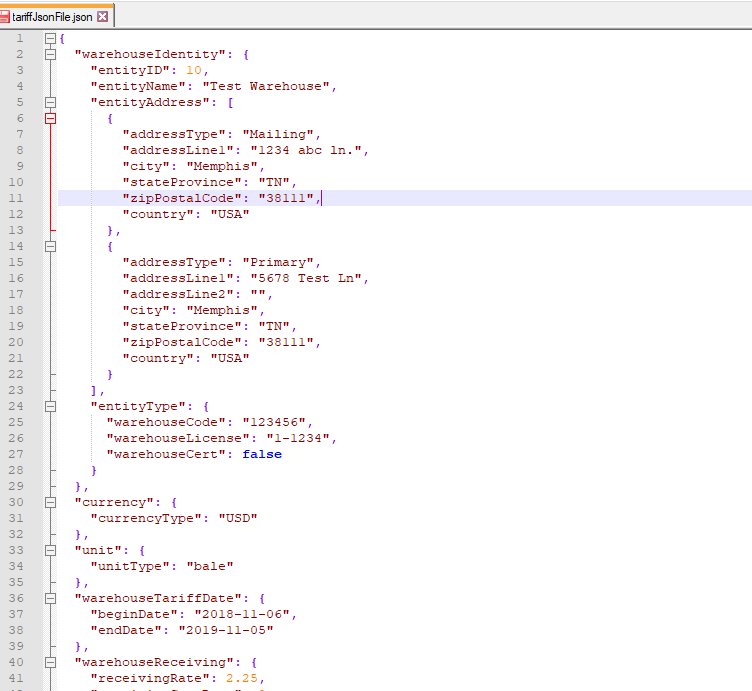 tariffJsonFile.json
1 {
2 "warehouseIdentity": {
3 "entityID": 10,
4 "entityName": "Test Warehouse",
5 "entityAddress": [
6 {
7 "addressType": "Mailing",
8 "addressLine1": "1234 abc ln.",
9 "city": "Memphis",
10 "stateProvince": "TN",
11 "zipPostalCode": "38111",
12 "country": "USA"
13 },
14 {
15 "addressType": "Primary",
16 "addressLine1": "5678 Test Ln",
17 "addressLine2": "",
18 "city": "Memphis",
19 "stateProvince": "TN",
20 "zipPostalCode": "38111",
21 "country": "USA"
22 }
23 ],
24 "entityType": {
25 "warehouseCode": "123456",
26 "warehouseLicense": "1-1234",
27 "warehouseCert": false
28 }
29 },
30 "currency": {
31 "currencyType": "USD"
32 },
33 "unit": {
34 "unitType": "bale"
35 },
36 "warehouseTariffDate": {
37 "beginDate": "2018-11-06",
38 "endDate": "2019-11-05"
39 },
40 "warehouseReceiving": {
41 "receivingRate": 2.25,